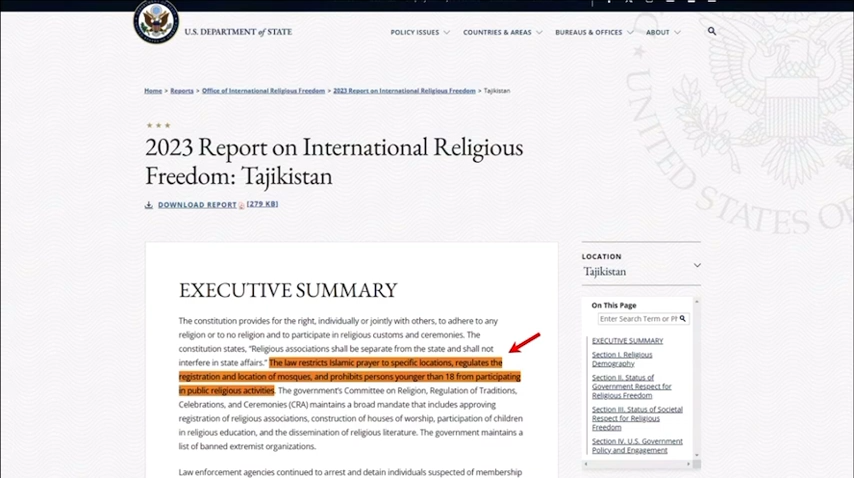 U.S. DEPARTMENT of STATE
POLICY ISSUES
COUNTRIES & AREAS
BUREAUS & OFFICES
ABOUT
Home > Reports > Office of International Religious Freedom > 2023 Report on International Religious Freedom > Tajikistan
2023 Report on International Religious
Freedom: Tajikistan
DOWNLOAD REPORT [279 KB]
EXECUTIVE SUMMARY
The constitution provides for the right, individually or jointly with others, to adhere to any
religion or to no religion and to participate in religious customs and ceremonies. The
constitution states, “Religious associations shall be separate from the state and shall not
interfere in state affairs.” The law restricts Islamic prayer to specific locations, regulates the
registration and location of mosques, and prohibits persons younger than 18 from participating
in public religious activities. The government’s Committee on Religion, Regulation of Traditions,
Celebrations, and Ceremonies (CRA) maintains a broad mandate that includes approving
registration of religious associations, construction of houses of worship, participation of children
in religious education, and the dissemination of religious literature. The government maintains a
list of banned extremist organizations.
Law enforcement agencies continued to arrest and detain individuals suspected of membership
LOCATION
Tajikistan
On This Page
Enter Search Term or Ph
EXECUTIVE SUMMARY
Section I. Religious
Demography
Section II. Status of
Government Respect for
Religious Freedom
Section III. Status of Societal
Respect for Religious
Freedom
Section IV. U.S. Government
Policy and Engagement
UNITED STATES OF